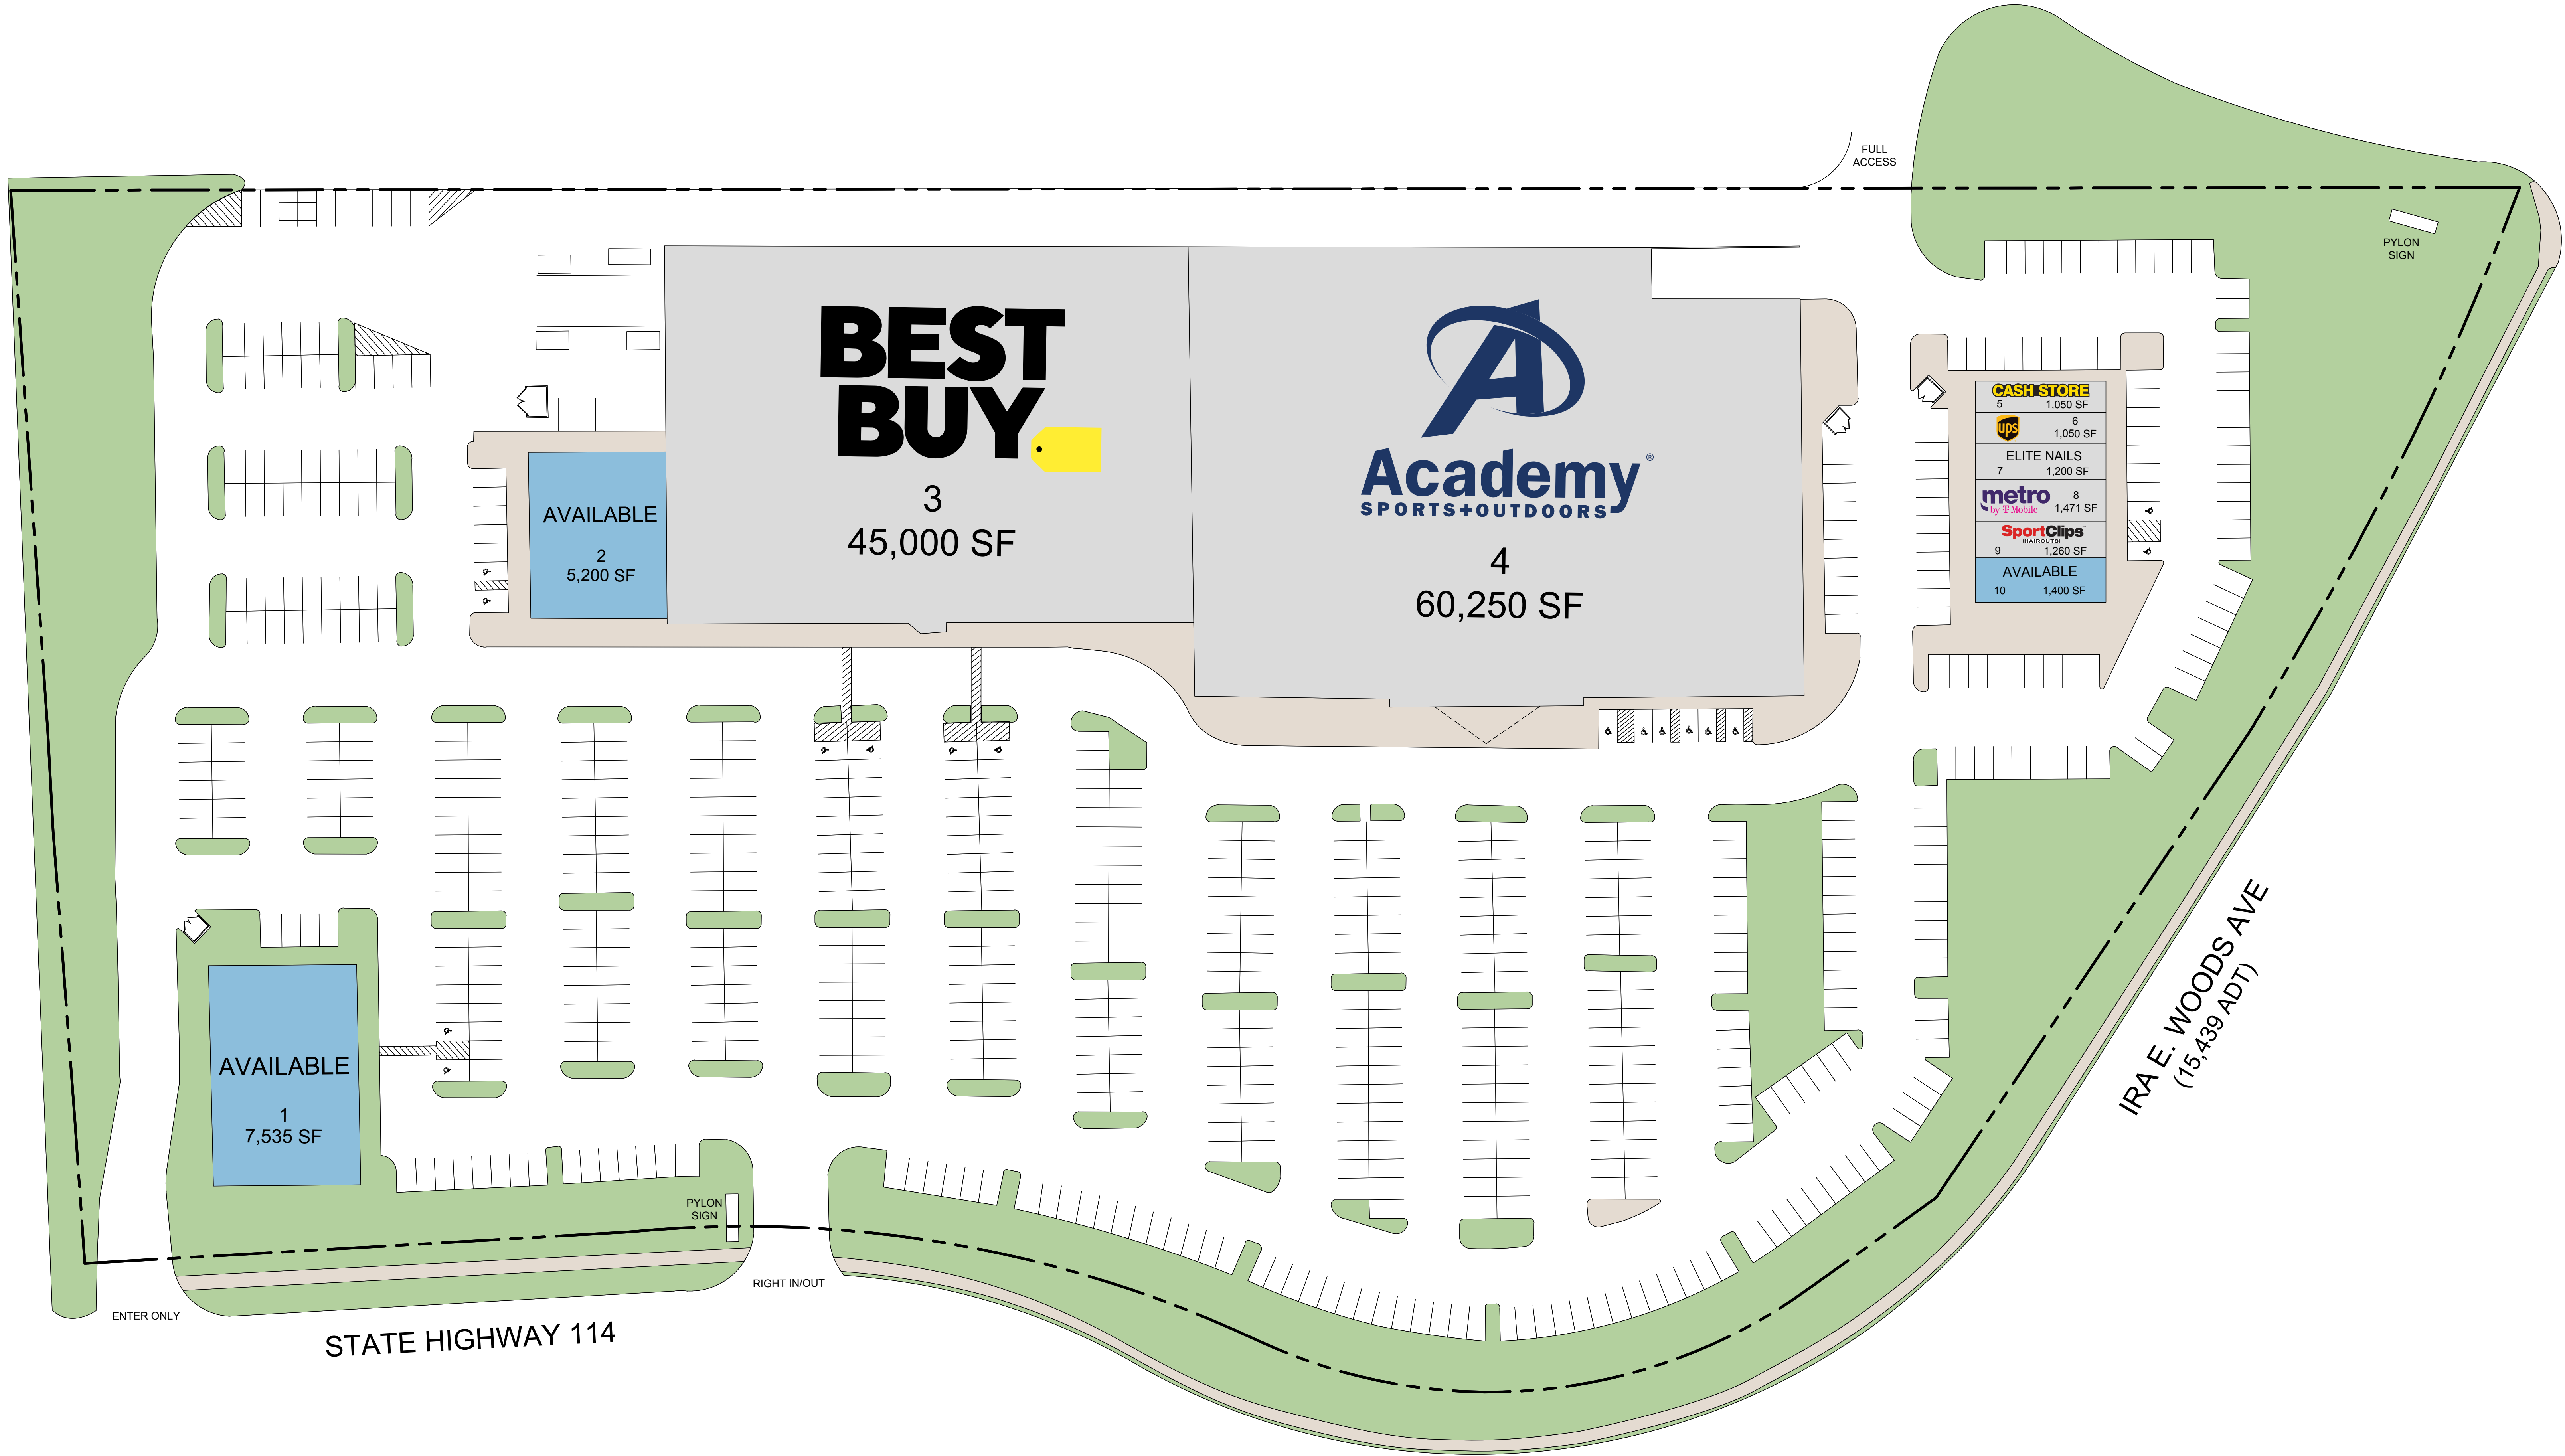 FULL
ACCESS
PYLON
SIGN
BEST
BUY
3
45,000 SF
Academy®
SPORTS+OUTDOORS
4
60,250 SF
AVAILABLE
2
5,200 SF
CASH STORE
5 1,050 SF
ups
6
1,050 SF
ELITE NAILS
7 1,200 SF
metro
by T Mobile
8
1,471 SF
SportClips
HAIRCUTS
9 1,260 SF
AVAILABLE
10 1,400 SF
AVAILABLE
1
7,535 SF
PYLON
SIGN
RIGHT IN/OUT
ENTER ONLY
STATE HIGHWAY 114
IRA E. WOODS AVE
(15,439 ADT)